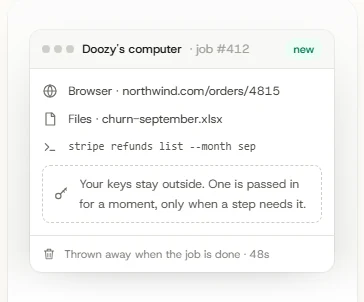 Doozy's computer · job #412 new
Browser · northwind.com/orders/4815
Files · churn-september.xlsx
>_ stripe refunds list --month sep
Your keys stay outside. One is passed in
for a moment, only when a step needs it.
Thrown away when the job is done · 48s